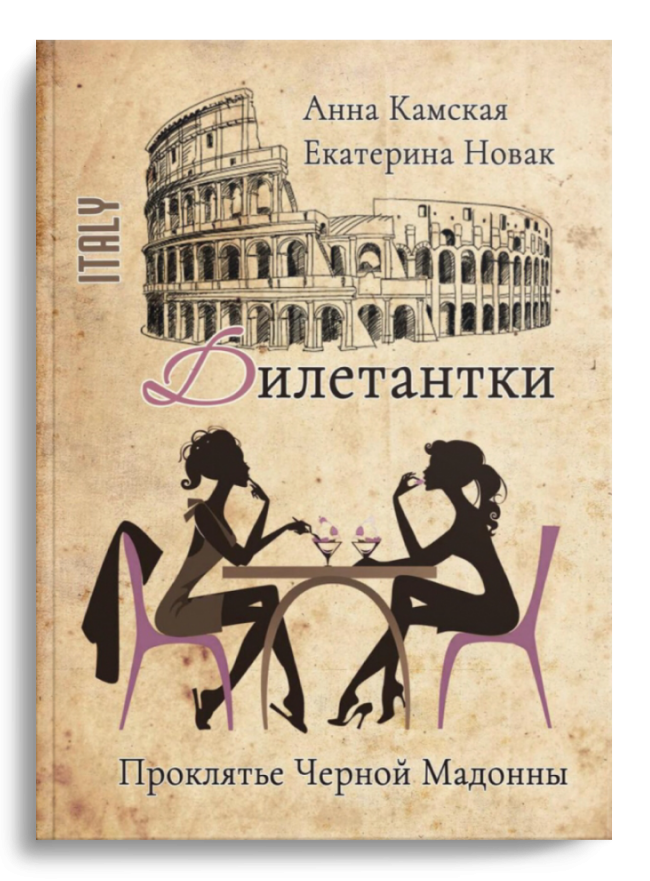 Анна Камская
Екатерина Новак
ITALY
Дилетантки
Проклятье Черной Мадонны